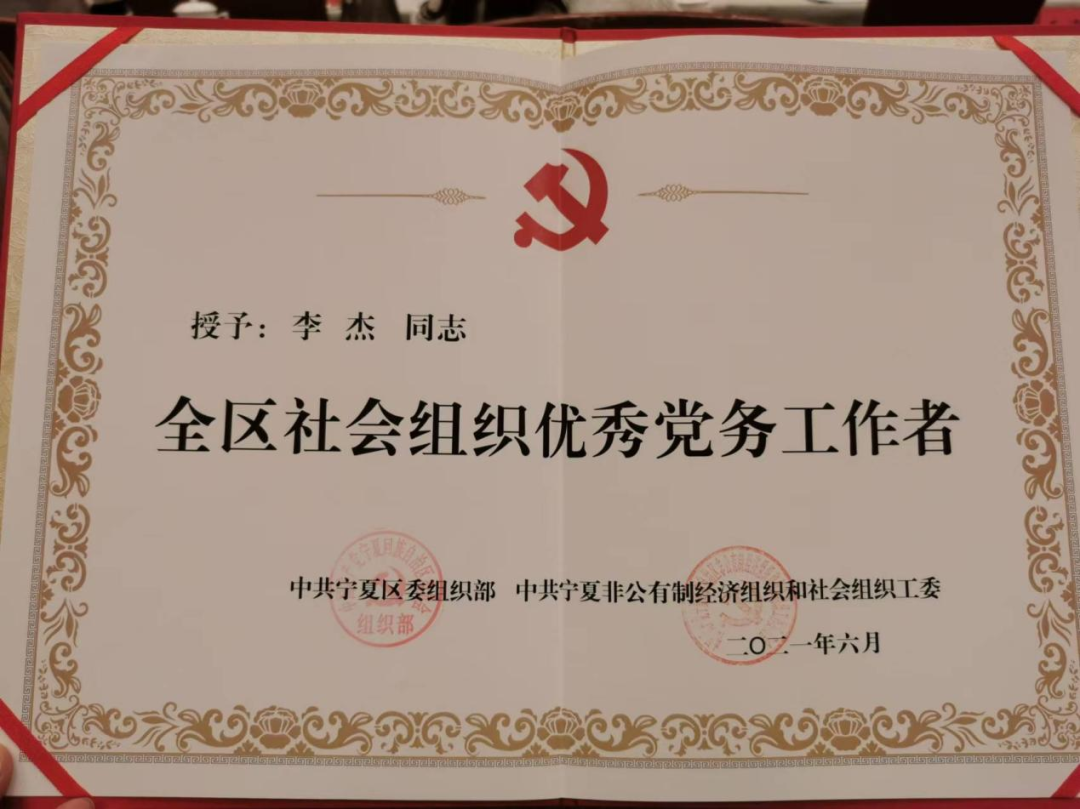 授予：李 杰 同志
全区社会组织优秀党务工作者
中共宁夏区委组织部 中共宁夏非公有制经济组织和社会组织工委
二〇二一年六月
组织部